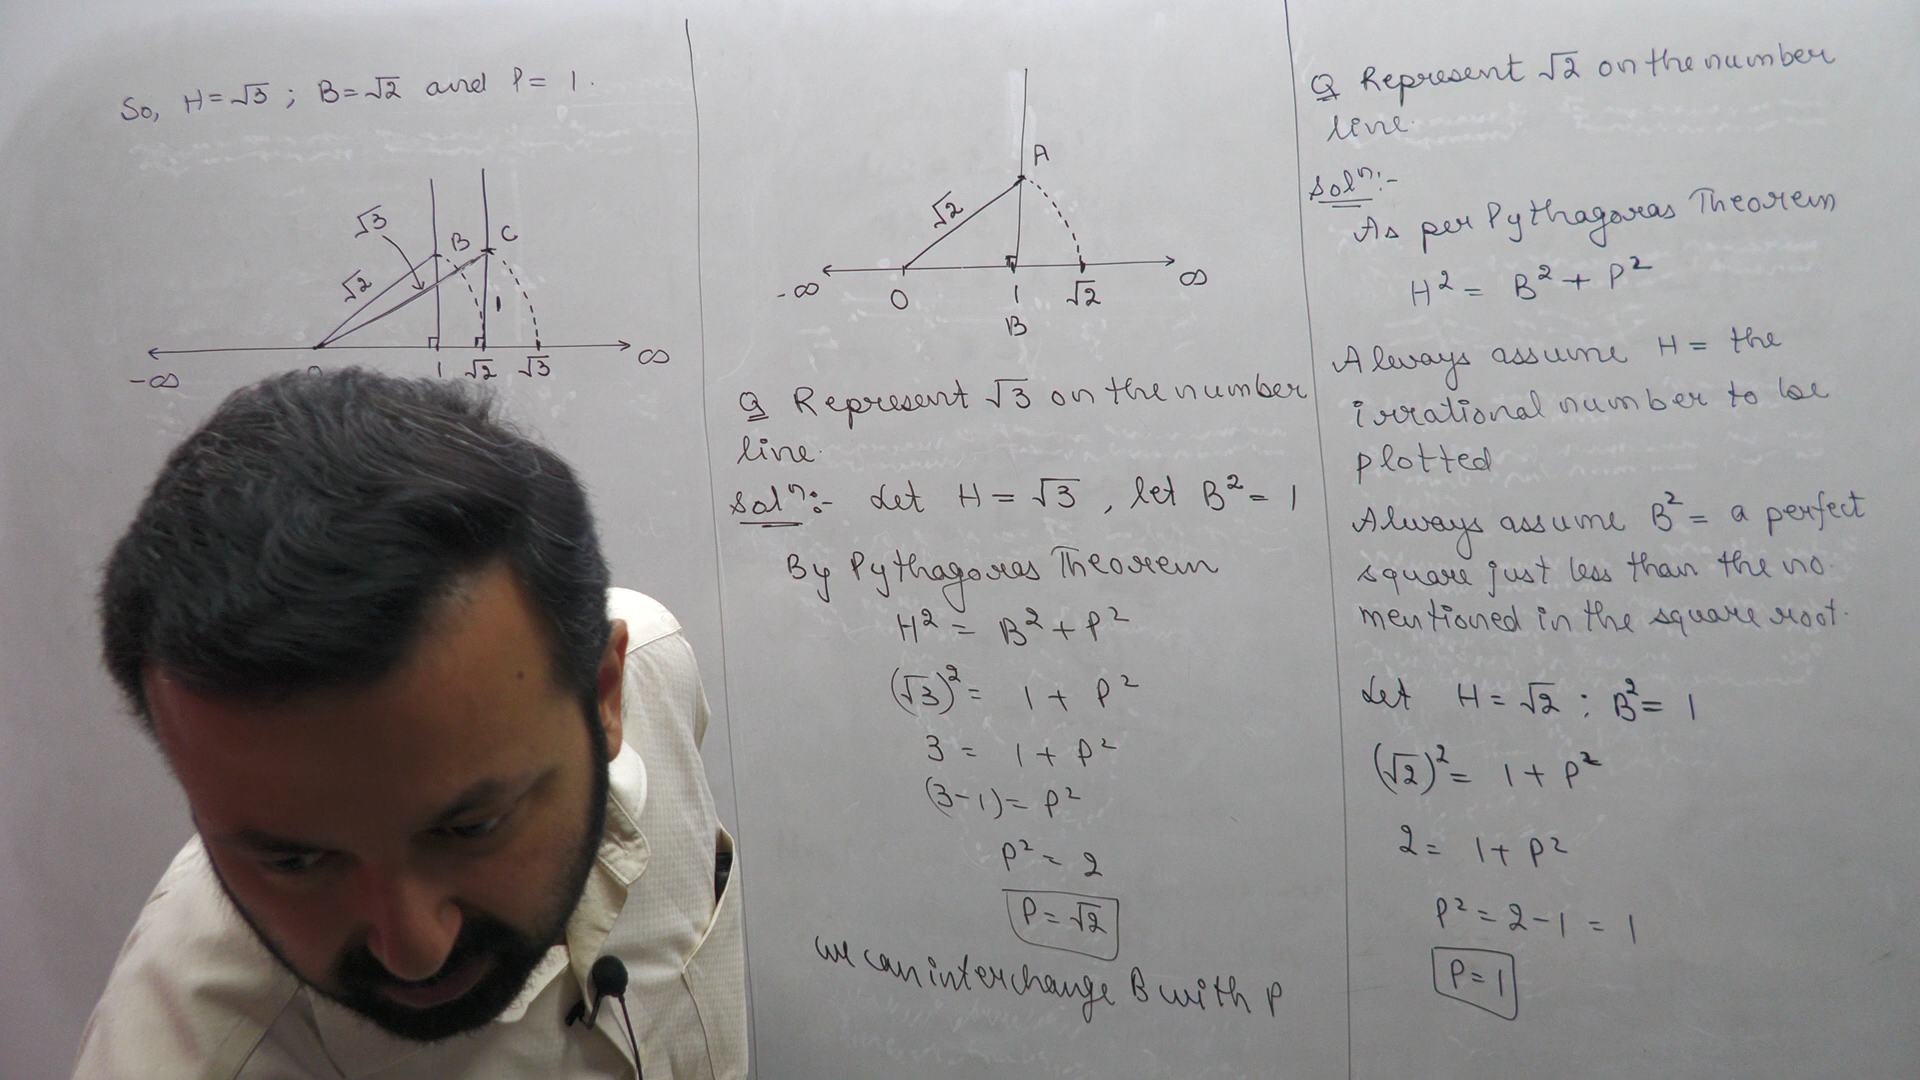 Q Represent √2 on the number
line.
Solⁿ:-
As per Pythagoras Theorem
H² = B² + P²
Always assume H = the
irrational number to be
plotted
Always assume B² = a perfect
square just less than the no.
mentioned in the square root.
Let H = √2 ; B² = 1
(√2)² = 1 + P²
2 = 1 + P²
P² = 2 - 1 = 1
P = 1
A
√2
-∞ 0 1 √2 ∞
B
Q Represent √3 on the number
line.
Solⁿ:- Let H = √3 , let B² = 1
By Pythagoras Theorem
H² = B² + P²
(√3)² = 1 + P²
3 = 1 + P²
(3-1) = P²
P² = 2
P = √2
we can interchange B with P
So, H = √3 ; B = √2 and P = 1.
√3
B C
√2
1
-∞ 1 √2 √3 ∞